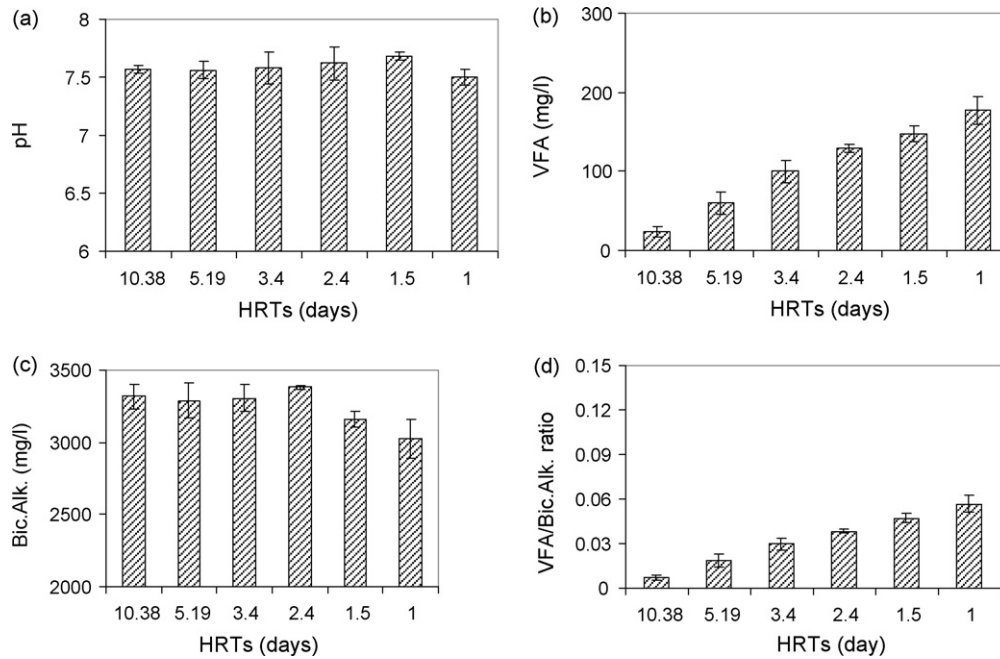 (a)
8
7.5
7
6.5
6
pH
10.38 5.19 3.4 2.4 1.5 1
HRTs (days)
(b)
300
200
100
0
VFA (mg/l)
10.38 5.19 3.4 2.4 1.5 1
HRTs (days)
(c)
3500
3000
2500
2000
Bic.Alk. (mg/l)
10.38 5.19 3.4 2.4 1.5 1
HRTs (days)
(d)
0.15
0.12
0.09
0.06
0.03
0
VFA/Bic.Alk. ratio
10.38 5.19 3.4 2.4 1.5 1
HRTs (day)